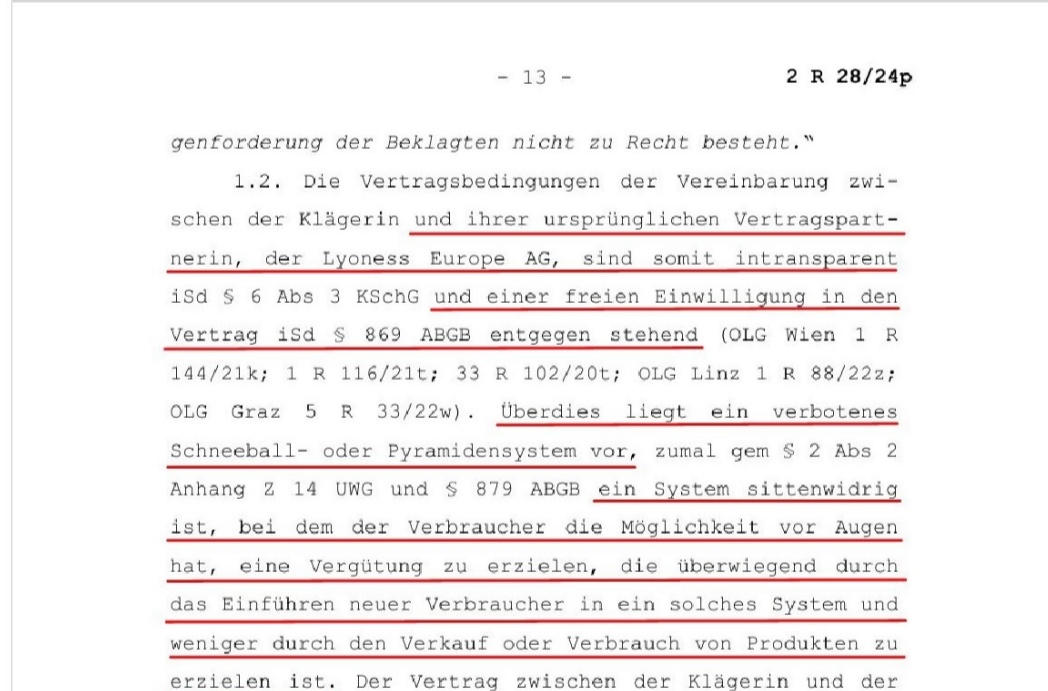 - 13 - 2 R 28/24p
genforderung der Beklagten nicht zu Recht besteht.“
1.2. Die Vertragsbedingungen der Vereinbarung zwi-
schen der Klägerin und ihrer ursprünglichen Vertragspart-
nerin, der Lyoness Europe AG, sind somit intransparent
iSd § 6 Abs 3 KSchG und einer freien Einwilligung in den
Vertrag iSd § 869 ABGB entgegen stehend (OLG Wien 1 R
144/21k; 1 R 116/21t; 33 R 102/20t; OLG Linz 1 R 88/22z;
OLG Graz 5 R 33/22w). Überdies liegt ein verbotenes
Schneeball- oder Pyramidensystem vor, zumal gem § 2 Abs 2
Anhang Z 14 UWG und § 879 ABGB ein System sittenwidrig
ist, bei dem der Verbraucher die Möglichkeit vor Augen
hat, eine Vergütung zu erzielen, die überwiegend durch
das Einführen neuer Verbraucher in ein solches System und
weniger durch den Verkauf oder Verbrauch von Produkten zu
erzielen ist. Der Vertrag zwischen der Klägerin und der